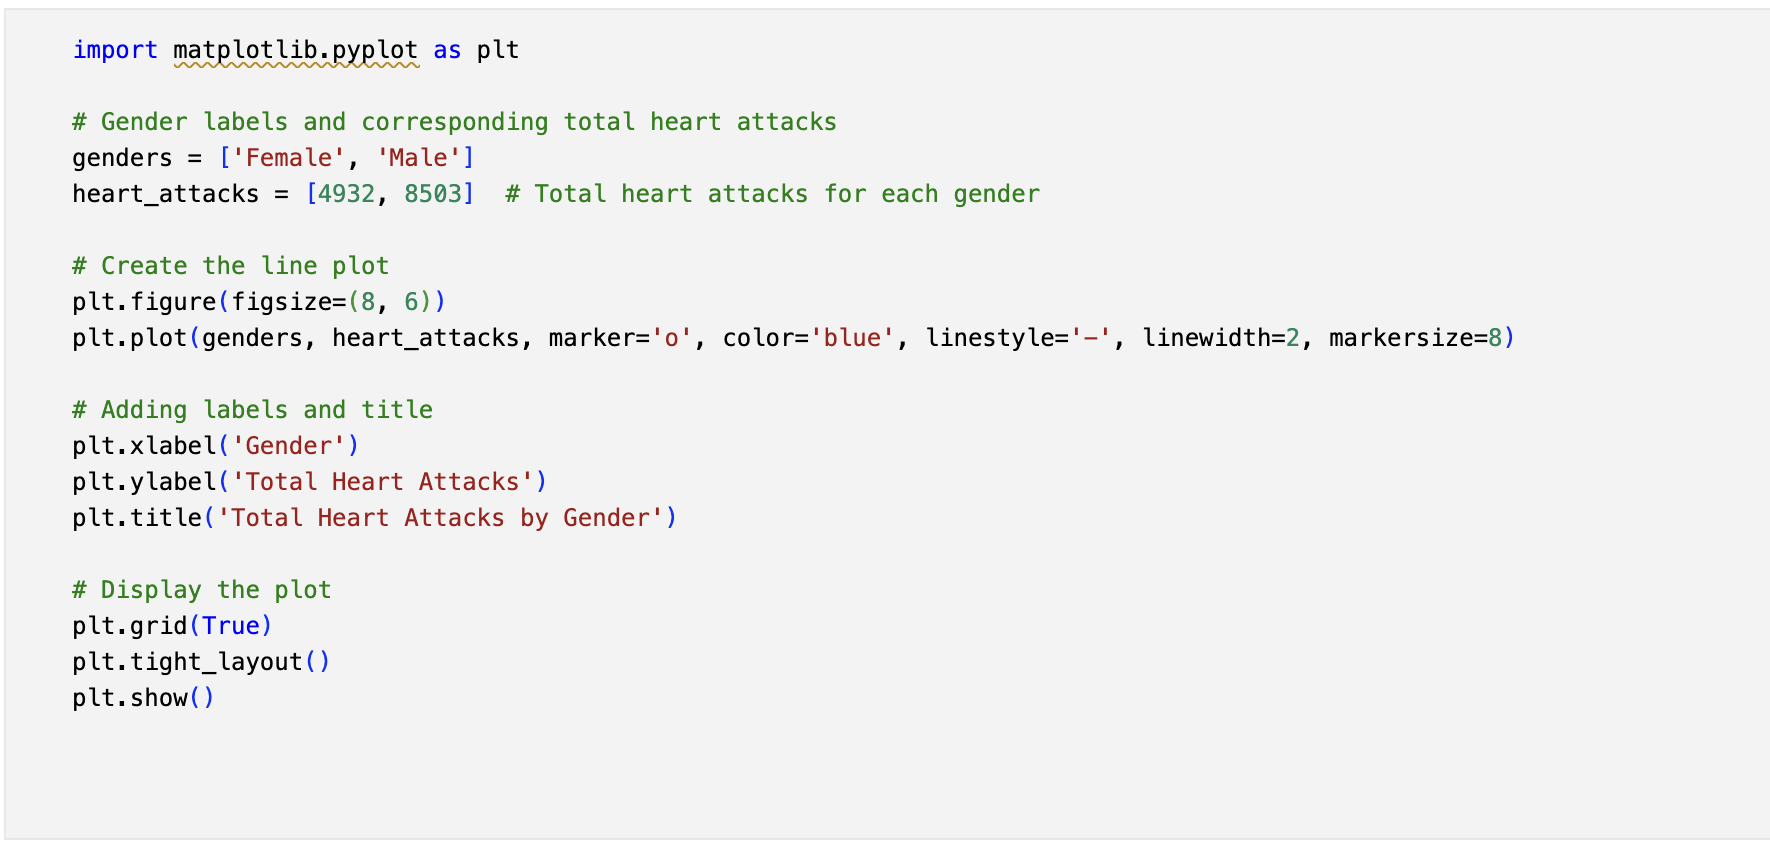 import matplotlib.pyplot as plt
# Gender labels and corresponding total heart attacks
genders = ['Female', 'Male']
heart_attacks = [4932, 8503]  # Total heart attacks for each gender
# Create the line plot
plt.figure(figsize=(8, 6))
plt.plot(genders, heart_attacks, marker='o', color='blue', linestyle='-', linewidth=2, markersize=8)
# Adding labels and title
plt.xlabel('Gender')
plt.ylabel('Total Heart Attacks')
plt.title('Total Heart Attacks by Gender')
# Display the plot
plt.grid(True)
plt.tight_layout()
plt.show()